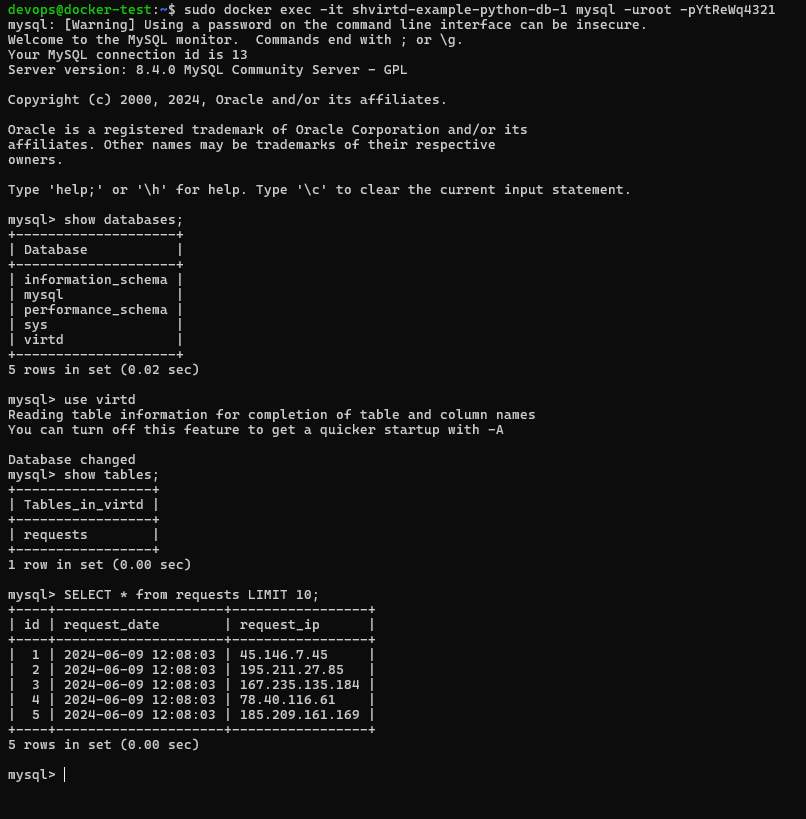 devops@docker-test:~$ sudo docker exec -it shvirtd-example-python-db-1 mysql -uroot -pYtReWq4321
mysql: [Warning] Using a password on the command line interface can be insecure.
Welcome to the MySQL monitor.  Commands end with ; or \g.
Your MySQL connection id is 13
Server version: 8.4.0 MySQL Community Server - GPL

Copyright (c) 2000, 2024, Oracle and/or its affiliates.

Oracle is a registered trademark of Oracle Corporation and/or its
affiliates. Other names may be trademarks of their respective
owners.

Type 'help;' or '\h' for help. Type '\c' to clear the current input statement.

mysql> show databases;
+--------------------+
| Database           |
+--------------------+
| information_schema |
| mysql              |
| performance_schema |
| sys                |
| virtd              |
+--------------------+
5 rows in set (0.02 sec)

mysql> use virtd
Reading table information for completion of table and column names
You can turn off this feature to get a quicker startup with -A

Database changed
mysql> show tables;
+-----------------+
| Tables_in_virtd |
+-----------------+
| requests        |
+-----------------+
1 row in set (0.00 sec)

mysql> SELECT * from requests LIMIT 10;
+----+---------------------+-----------------+
| id | request_date        | request_ip      |
+----+---------------------+-----------------+
|  1 | 2024-06-09 12:08:03 | 45.146.7.45     |
|  2 | 2024-06-09 12:08:03 | 195.211.27.85   |
|  3 | 2024-06-09 12:08:03 | 167.235.135.184 |
|  4 | 2024-06-09 12:08:03 | 78.40.116.61    |
|  5 | 2024-06-09 12:08:03 | 185.209.161.169 |
+----+---------------------+-----------------+
5 rows in set (0.00 sec)

mysql>